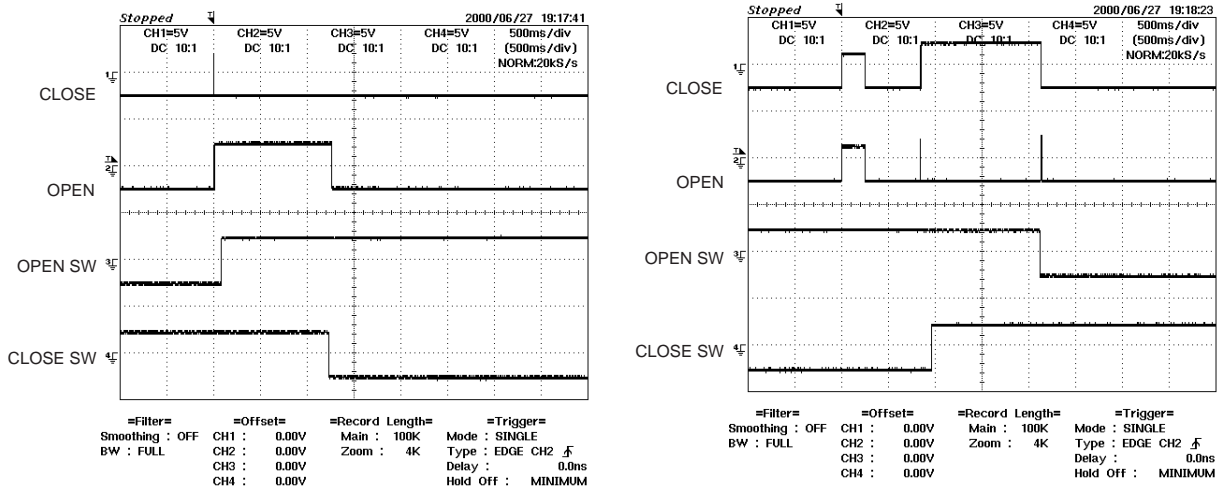 Stopped
2000/06/27 19:17:41
CH1=5V CH2=5V CH3=5V CH4=5V 500ms/div
DC 10:1 DC 10:1 DC 10:1 DC 10:1 (500ms/div)
NORM:20kS/s
CLOSE
OPEN
OPEN SW
CLOSE SW
=Filter= =Offset= =Record Length= =Trigger=
Smoothing : OFF CH1 : 0.00V Main : 100K Mode : SINGLE
BW : FULL CH2 : 0.00V Zoom : 4K Type : EDGE CH2
CH3 : 0.00V Delay : 0.0ns
CH4 : 0.00V Hold Off : MINIMUM
Stopped
2000/06/27 19:18:23
CH1=5V CH2=5V CH3=5V CH4=5V 500ms/div
DC 10:1 DC 10:1 DC 10:1 DC 10:1 (500ms/div)
NORM:20kS/s
CLOSE
OPEN
OPEN SW
CLOSE SW
=Filter= =Offset= =Record Length= =Trigger=
Smoothing : OFF CH1 : 0.00V Main : 100K Mode : SINGLE
BW : FULL CH2 : 0.00V Zoom : 4K Type : EDGE CH2
CH3 : 0.00V Delay : 0.0ns
CH4 : 0.00V Hold Off : MINIMUM